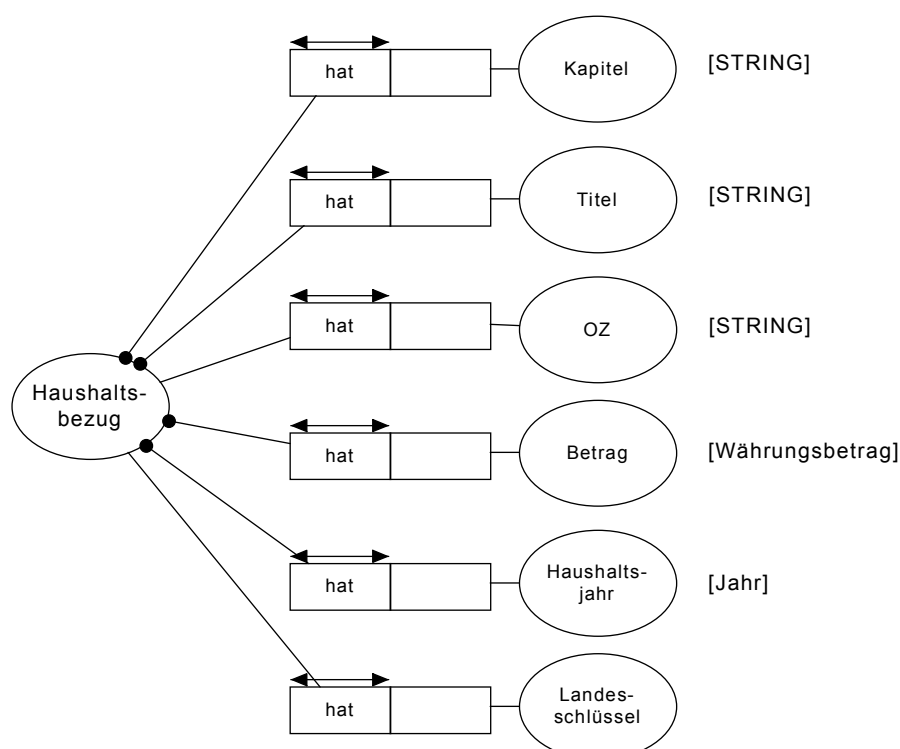 hat
Kapitel
[STRING]
hat
Titel
[STRING]
hat
OZ
[STRING]
Haushalts-
bezug
hat
Betrag
[Währungsbetrag]
hat
Haushalts-
jahr
[Jahr]
hat
Landes-
schlüssel